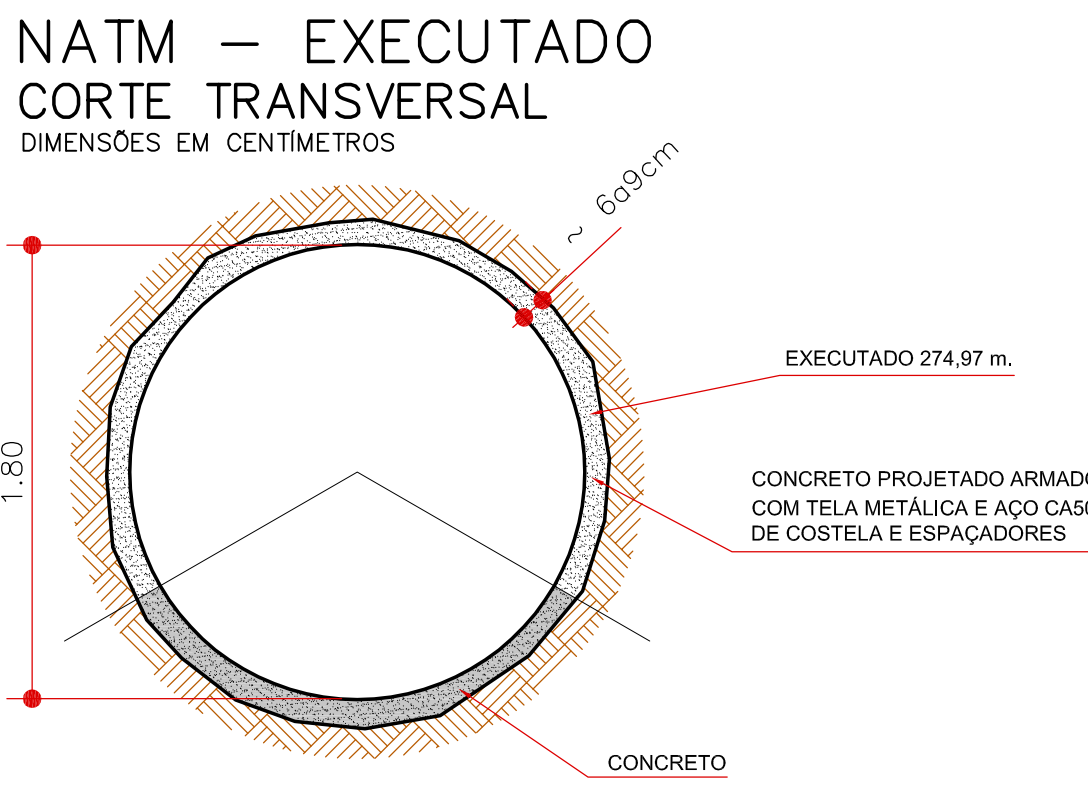 NATM – EXECUTADO
CORTE TRANSVERSAL
DIMENSÕES EM CENTÍMETROS
~ 6a9cm
EXECUTADO 274,97 m.
1.80
CONCRETO PROJETADO ARMADO
COM TELA METÁLICA E AÇO CA50
DE COSTELA E ESPAÇADORES
CONCRETO